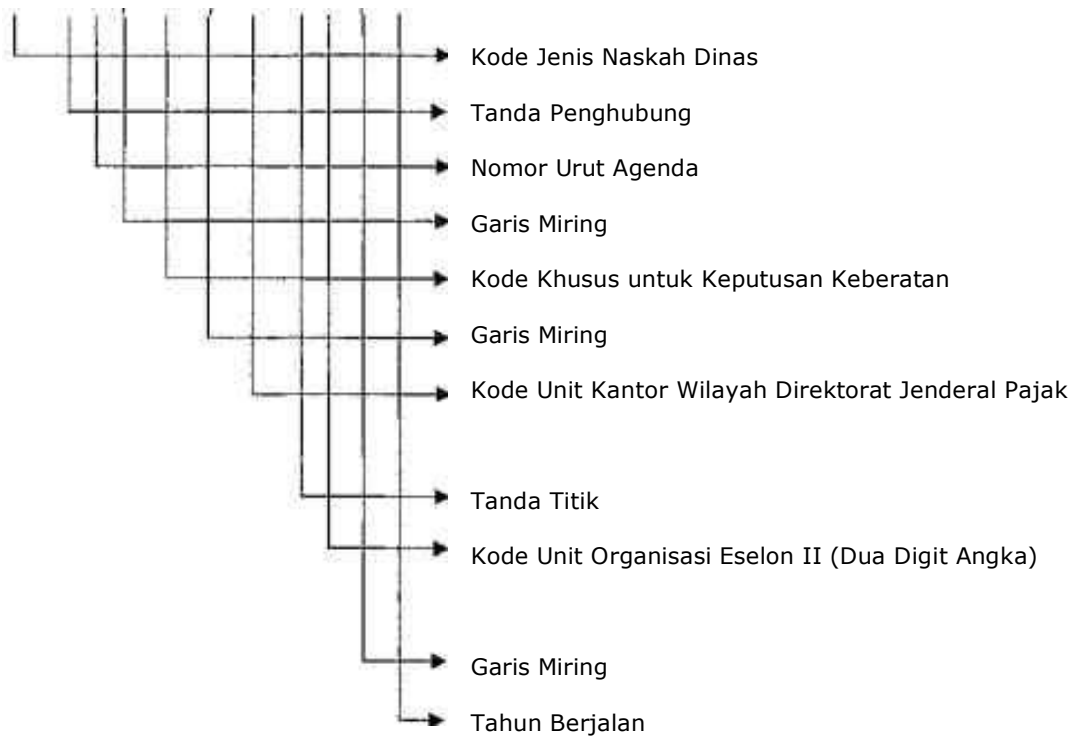 Kode Jenis Naskah Dinas
Tanda Penghubung
Nomor Urut Agenda
Garis Miring
Kode Khusus untuk Keputusan Keberatan
Garis Miring
Kode Unit Kantor Wilayah Direktorat Jenderal Pajak
Tanda Titik
Kode Unit Organisasi Eselon II (Dua Digit Angka)
Garis Miring
Tahun Berjalan